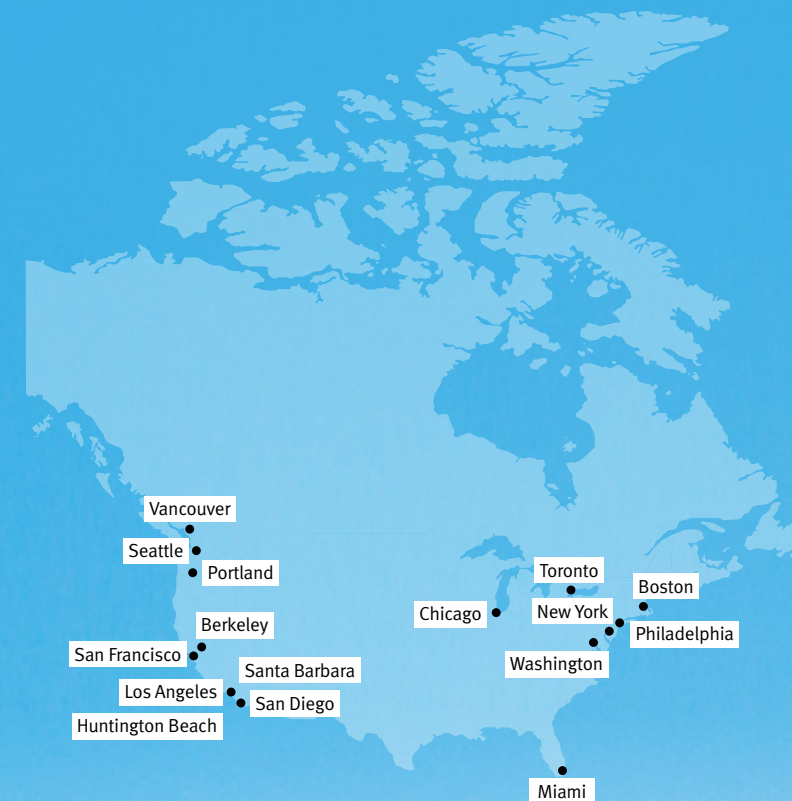 Vancouver
Seattle
Portland
Toronto
Boston
Chicago
New York
Berkeley
Philadelphia
San Francisco
Washington
Santa Barbara
Los Angeles
San Diego
Huntington Beach
Miami